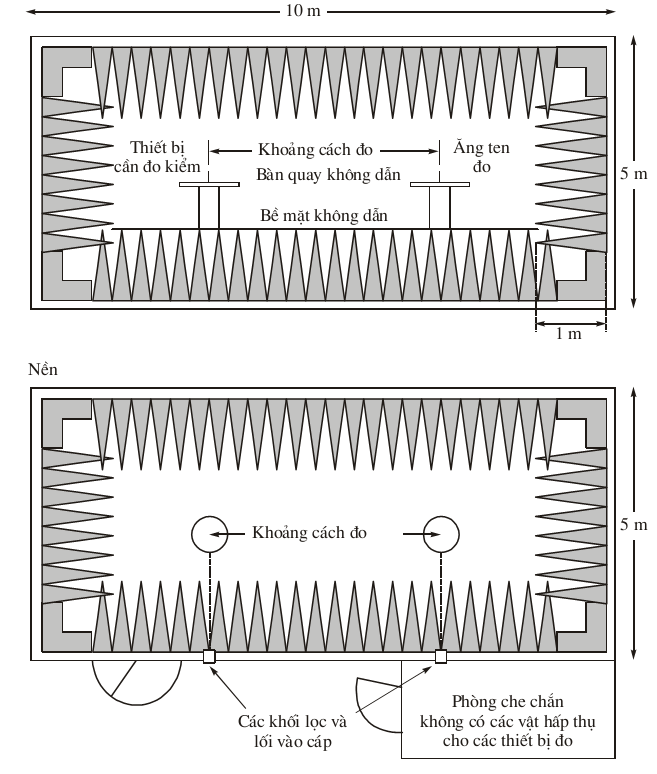 10 m
Thiết bị
cần đo kiểm
Khoảng cách đo
Ăng ten
đo
Bàn quay không dẫn
5 m
Bề mặt không dẫn
1 m
Nền
Khoảng cách đo
5 m
Các khối lọc và
lối vào cáp
Phòng che chắn
không có các vật hấp thụ
cho các thiết bị đo